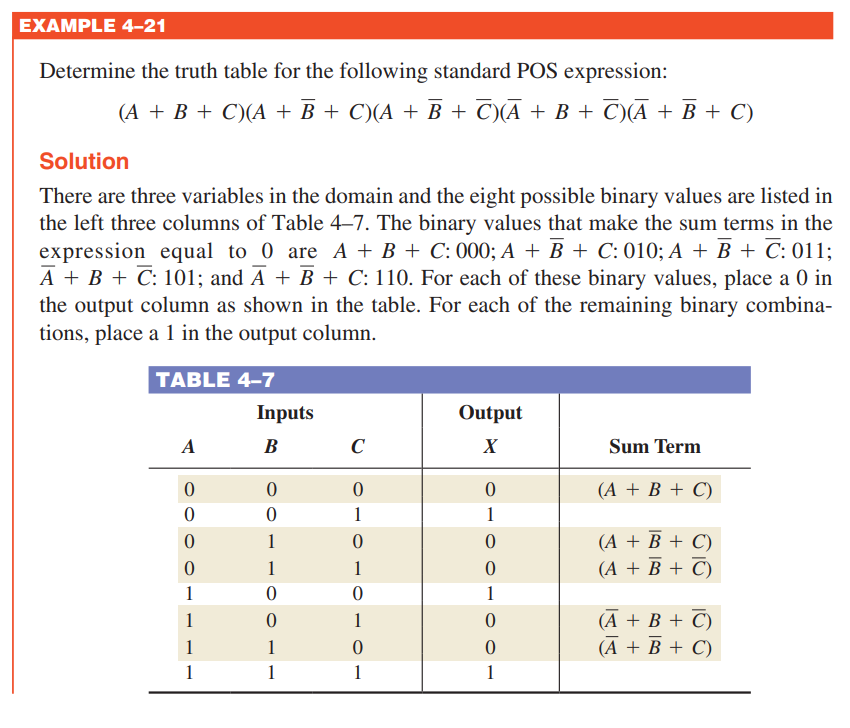 EXAMPLE 4–21
Determine the truth table for the following standard POS expression:
(A + B + C)(A + B̅ + C)(A + B̅ + C̅)(A̅ + B + C̅)(A̅ + B̅ + C)
Solution
There are three variables in the domain and the eight possible binary values are listed in
the left three columns of Table 4–7. The binary values that make the sum terms in the
expression equal to 0 are A + B + C: 000; A + B̅ + C: 010; A + B̅ + C̅: 011;
A̅ + B + C̅: 101; and A̅ + B̅ + C: 110. For each of these binary values, place a 0 in
the output column as shown in the table. For each of the remaining binary combina-
tions, place a 1 in the output column.
TABLE 4–7
Inputs Output
A B C X Sum Term
0 0 0 0 (A + B + C)
0 0 1 1
0 1 0 0 (A + B̅ + C)
0 1 1 0 (A + B̅ + C̅)
1 0 0 1
1 0 1 0 (A̅ + B + C̅)
1 1 0 0 (A̅ + B̅ + C)
1 1 1 1